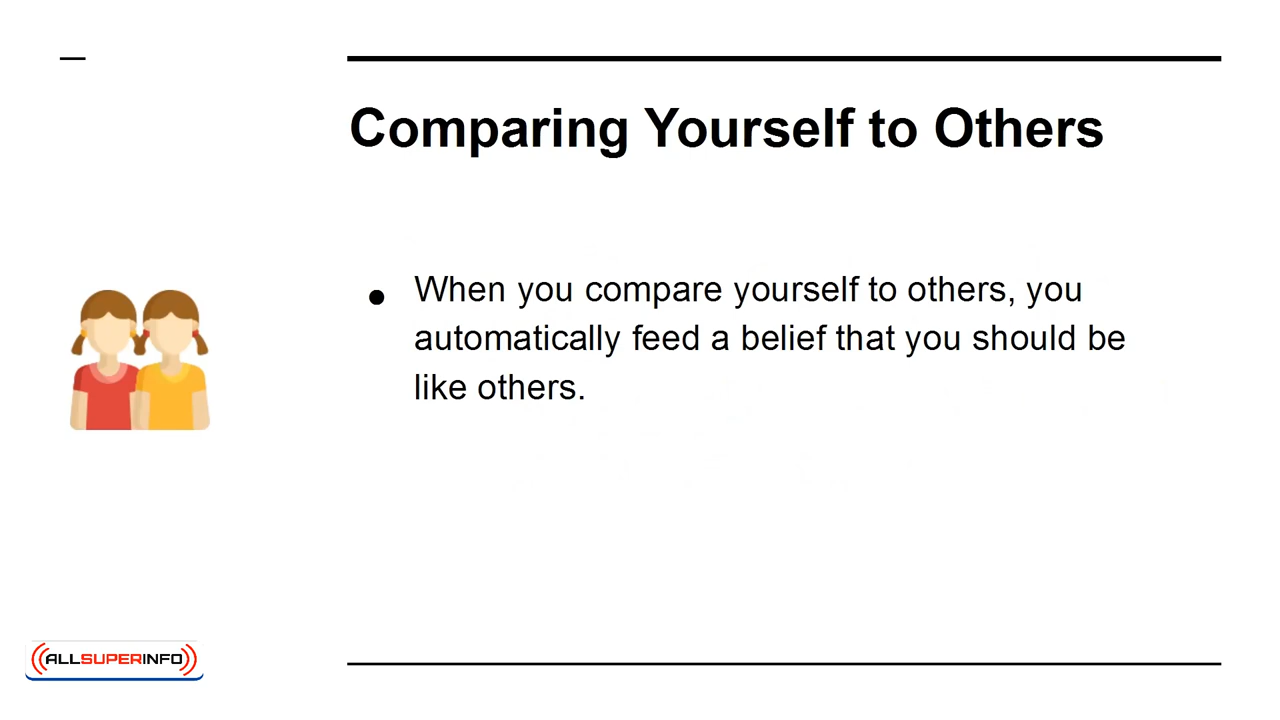 Comparing Yourself to Others
• When you compare yourself to others, you
automatically feed a belief that you should be
like others.
ALLSUPERINFO